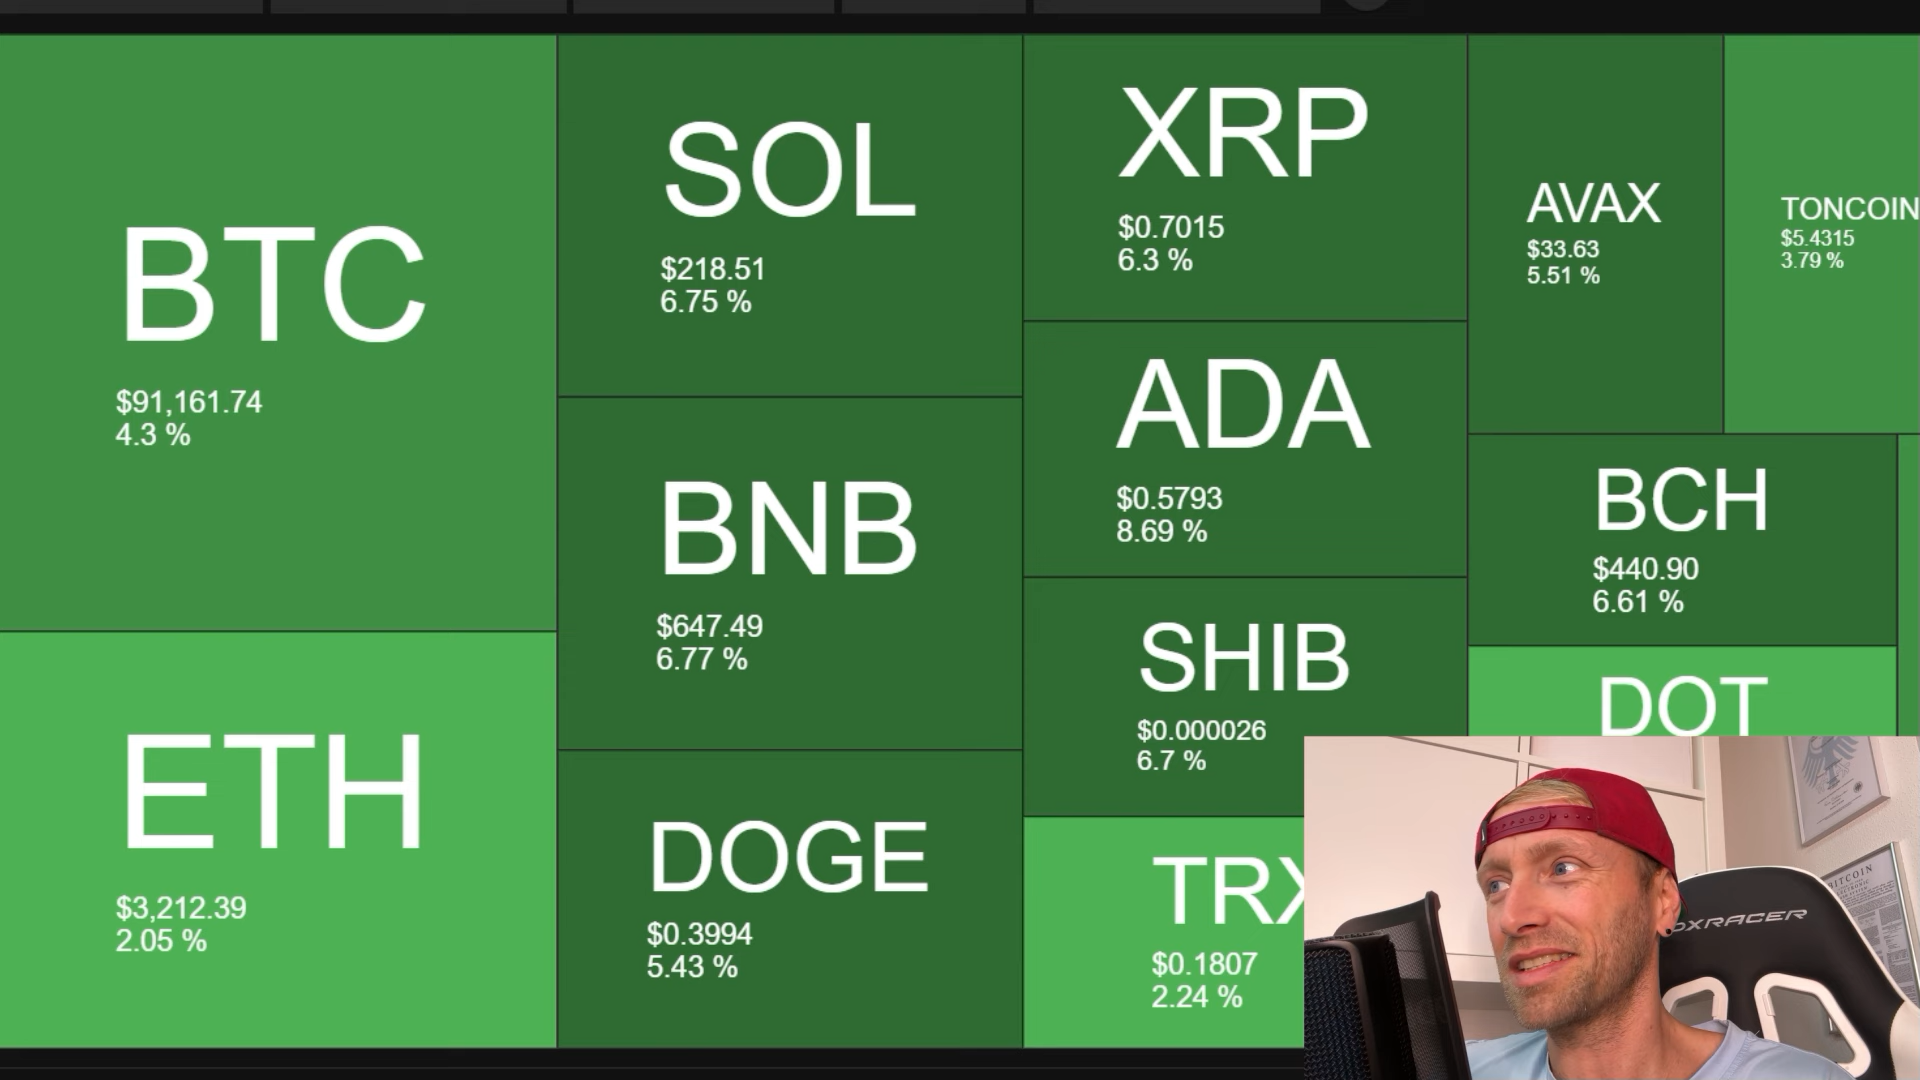 BTC
$91,161.74
4.3 %
ETH
$3,212.39
2.05 %
SOL
$218.51
6.75 %
BNB
$647.49
6.77 %
DOGE
$0.3994
5.43 %
XRP
$0.7015
6.3 %
ADA
$0.5793
8.69 %
SHIB
$0.000026
6.7 %
TRX
$0.1807
2.24 %
AVAX
$33.63
5.51 %
TONCOIN
$5.4315
3.79 %
BCH
$440.90
6.61 %
DOT
BITCOIN
DXRACER